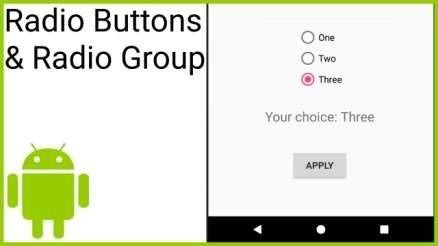 Radio Buttons
& Radio Group
One
Two
Three
Your choice: Three
APPLY